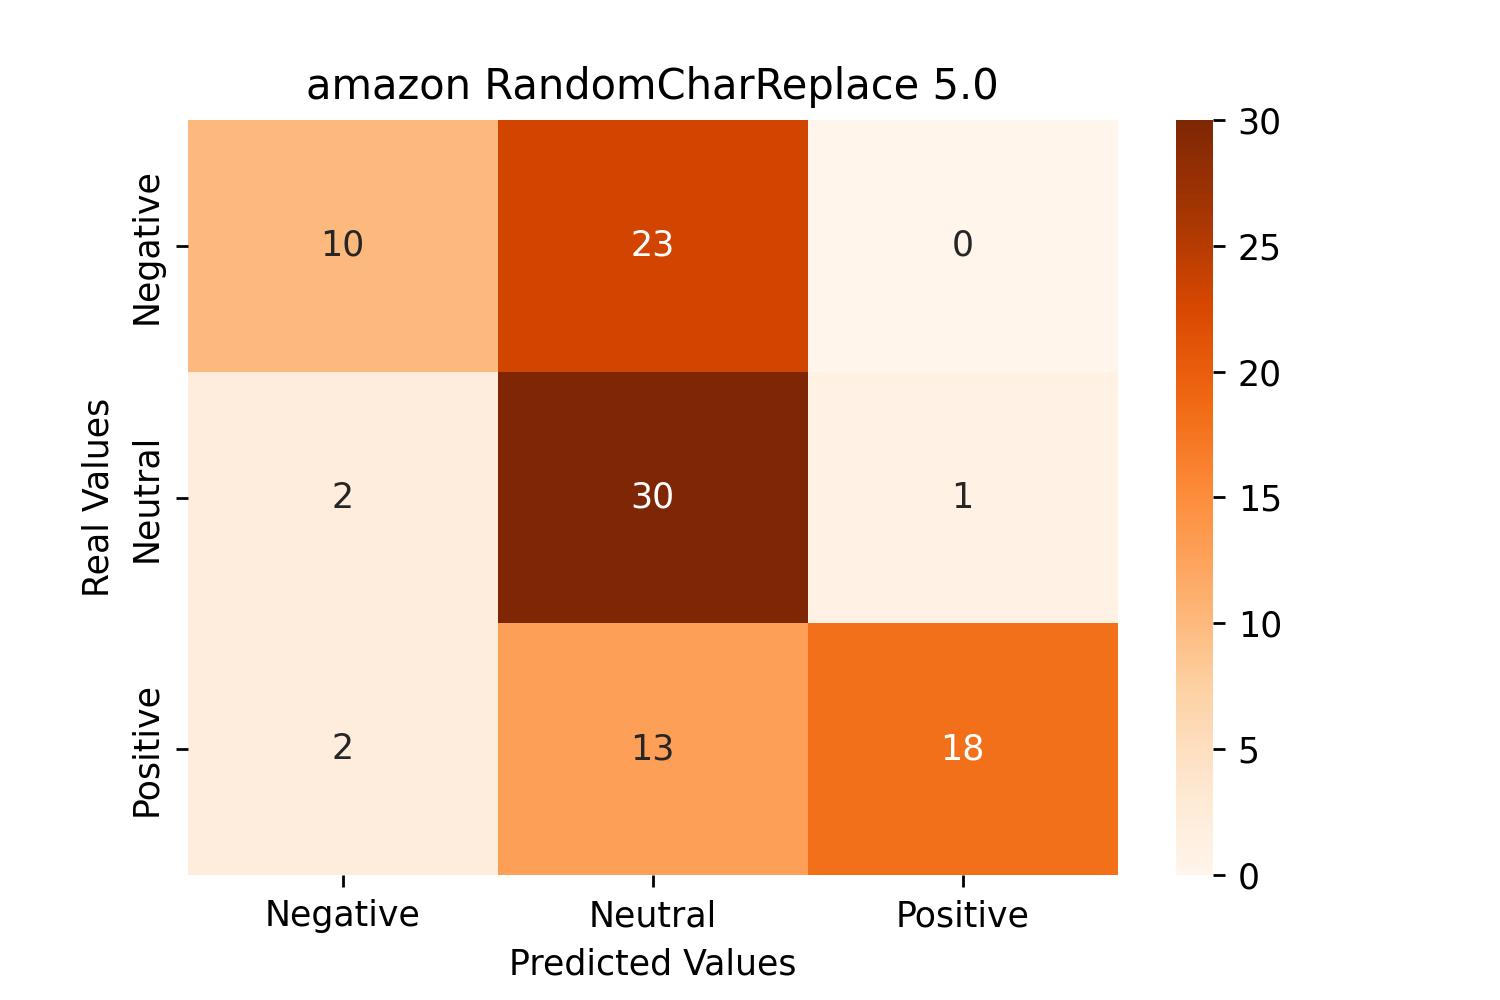 amazon RandomCharReplace 5.0
Real Values
Negative
10 23 0
Neutral
2 30 1
Positive
2 13 18
Negative Neutral Positive
Predicted Values
30
25
20
15
10
5
0